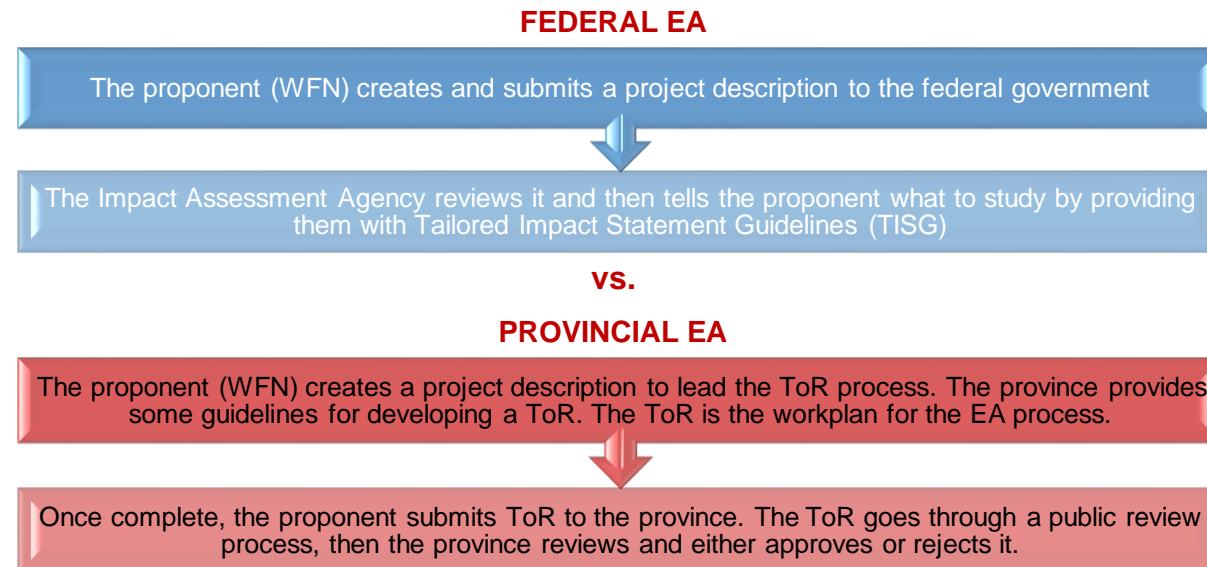 FEDERAL EA
The proponent (WFN) creates and submits a project description to the federal government
The Impact Assessment Agency reviews it and then tells the proponent what to study by providing
them with Tailored Impact Statement Guidelines (TISG)
vs.
PROVINCIAL EA
The proponent (WFN) creates a project description to lead the ToR process. The province provides
some guidelines for developing a ToR. The ToR is the workplan for the EA process.
Once complete, the proponent submits ToR to the province. The ToR goes through a public review
process, then the province reviews and either approves or rejects it.